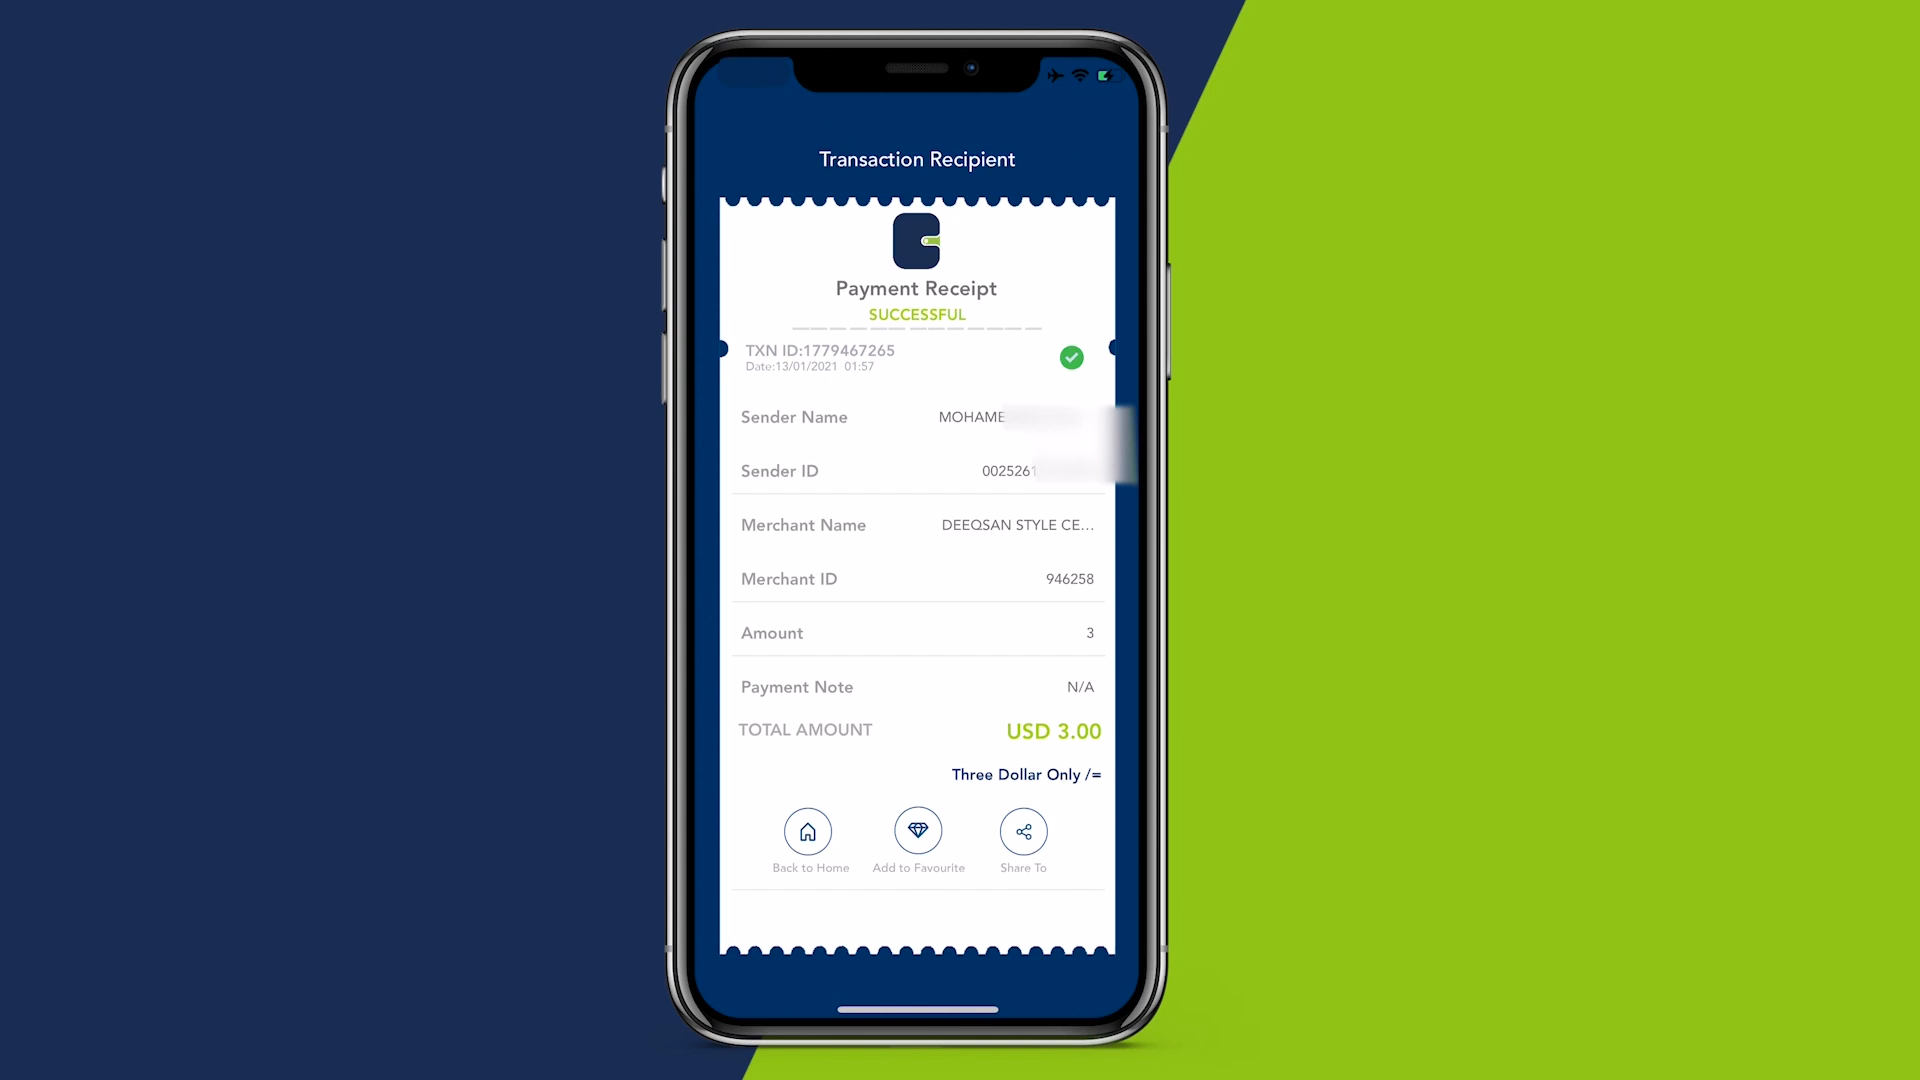 Transaction Recipient
Payment Receipt
SUCCESSFUL
TXN ID:1779467265
Date:13/01/2021 01:57
Sender Name MOHAME
Sender ID 0025261
Merchant Name DEEQSAN STYLE CE...
Merchant ID 946258
Amount 3
Payment Note N/A
TOTAL AMOUNT USD 3.00
Three Dollar Only /=
Back to Home Add to Favourite Share To